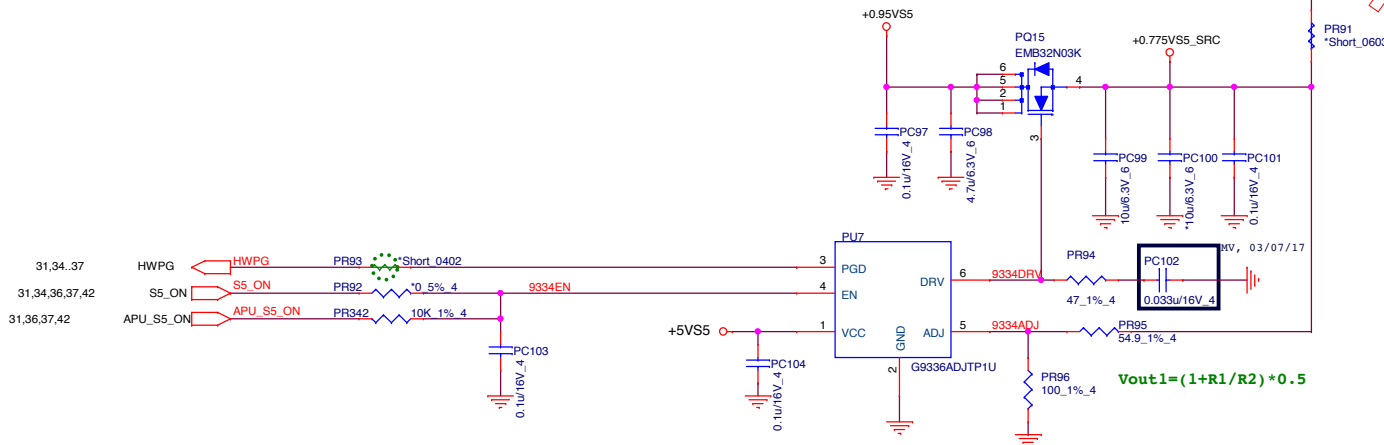 +0.95VS5
PQ15
EMB32N03K
+0.775VS5_SRC
PR91
*Short_0603
6
5
2
1
4
3
PC97
0.1u/16V_4
PC98
4.7u/6.3V_6
PC99
10u/6.3V_6
PC100
*10u/6.3V_6
PC101
0.1u/16V_4
PU7
MV, 03/07/17
31,34..37 HWPG HWPG PR93 *Short_0402 3 PGD
31,34,36,37,42 S5_ON S5_ON PR92 *0_5%_4 9334EN 4 EN
31,36,37,42 APU_S5_ON APU_S5_ON PR342 10K_1%_4
DRV 6 9334DRV PR94 47_1%_4 PC102 0.033u/16V_4
+5VS5 1 VCC GND 2 ADJ 5 9334ADJ PR95 54.9_1%_4
PC103
0.1u/16V_4
PC104
0.1u/16V_4
G9336ADJTP1U
PR96
100_1%_4
Vout1=(1+R1/R2)*0.5